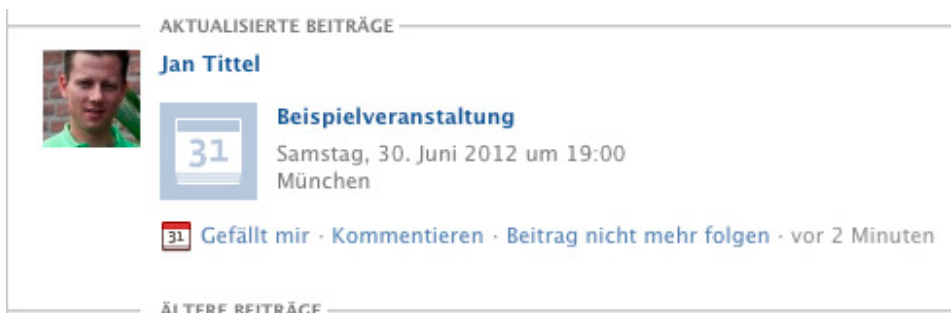 AKTUALISIERTE BEITRÄGE
Jan Tittel
Beispielveranstaltung
31
Samstag, 30. Juni 2012 um 19:00
München
31 Gefällt mir · Kommentieren · Beitrag nicht mehr folgen · vor 2 Minuten
ÄLTERE BEITRÄGE